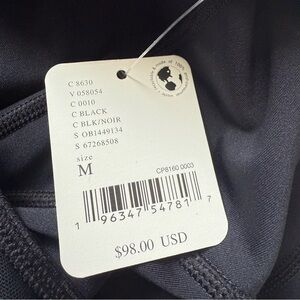 C 8630
V 058054
C 0010
C BLACK
C BLK/NOIR
S OB1449134
S 67268508
size
M
CP8160 0003
1 96347 54781 7
$98.00 USD